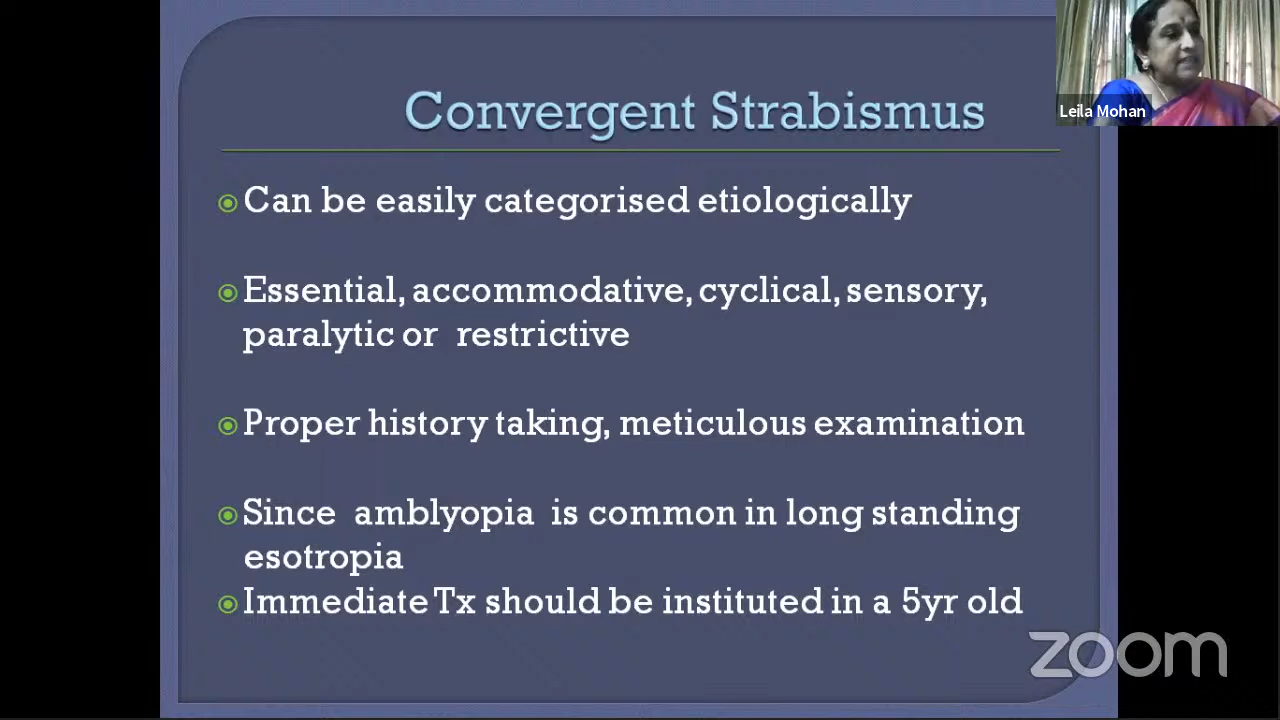 Convergent Strabismus
Leila Mohan
Can be easily categorised etiologically
Essential, accommodative, cyclical, sensory,
paralytic or restrictive
Proper history taking, meticulous examination
Since amblyopia is common in long standing
esotropia
Immediate Tx should be instituted in a 5yr old
zoom